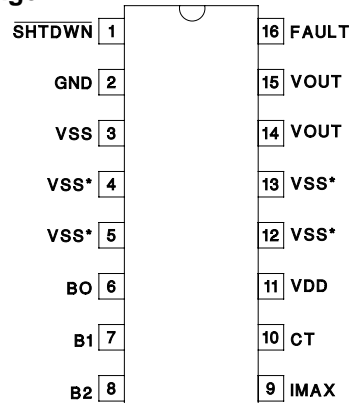 SHTDWN 1 16 FAULT
GND 2 15 VOUT
VSS 3 14 VOUT
VSS* 4 13 VSS*
VSS* 5 12 VSS*
BO 6 11 VDD
B1 7 10 CT
B2 8 9 IMAX